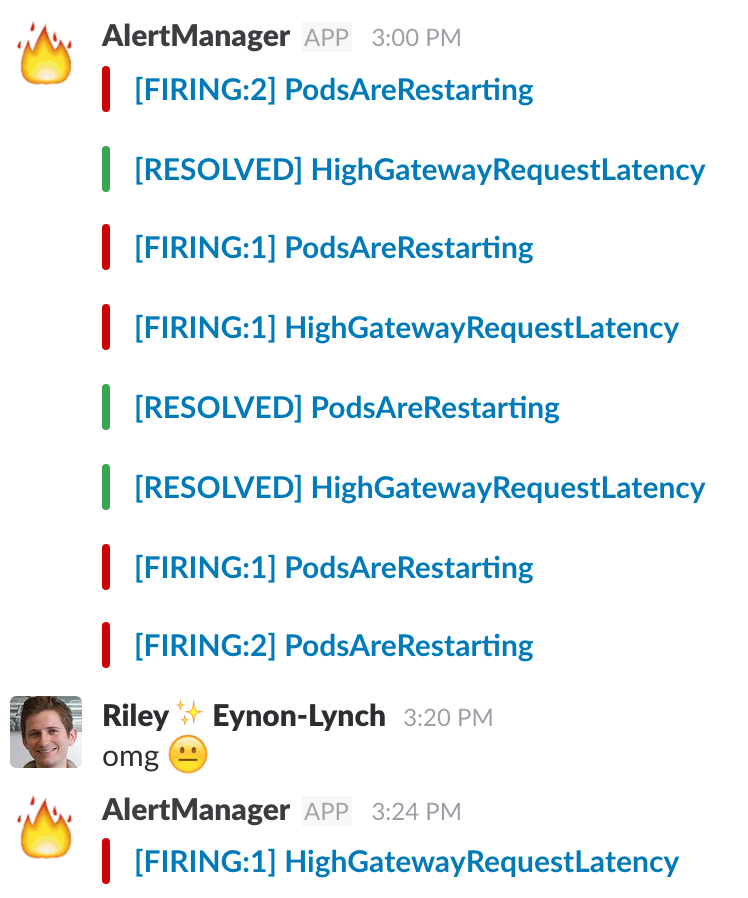 AlertManager APP 3:00 PM
[FIRING:2] PodsAreRestarting
[RESOLVED] HighGatewayRequestLatency
[FIRING:1] PodsAreRestarting
[FIRING:1] HighGatewayRequestLatency
[RESOLVED] PodsAreRestarting
[RESOLVED] HighGatewayRequestLatency
[FIRING:1] PodsAreRestarting
[FIRING:2] PodsAreRestarting
Riley ✨ Eynon-Lynch 3:20 PM
omg 😐
AlertManager APP 3:24 PM
[FIRING:1] HighGatewayRequestLatency